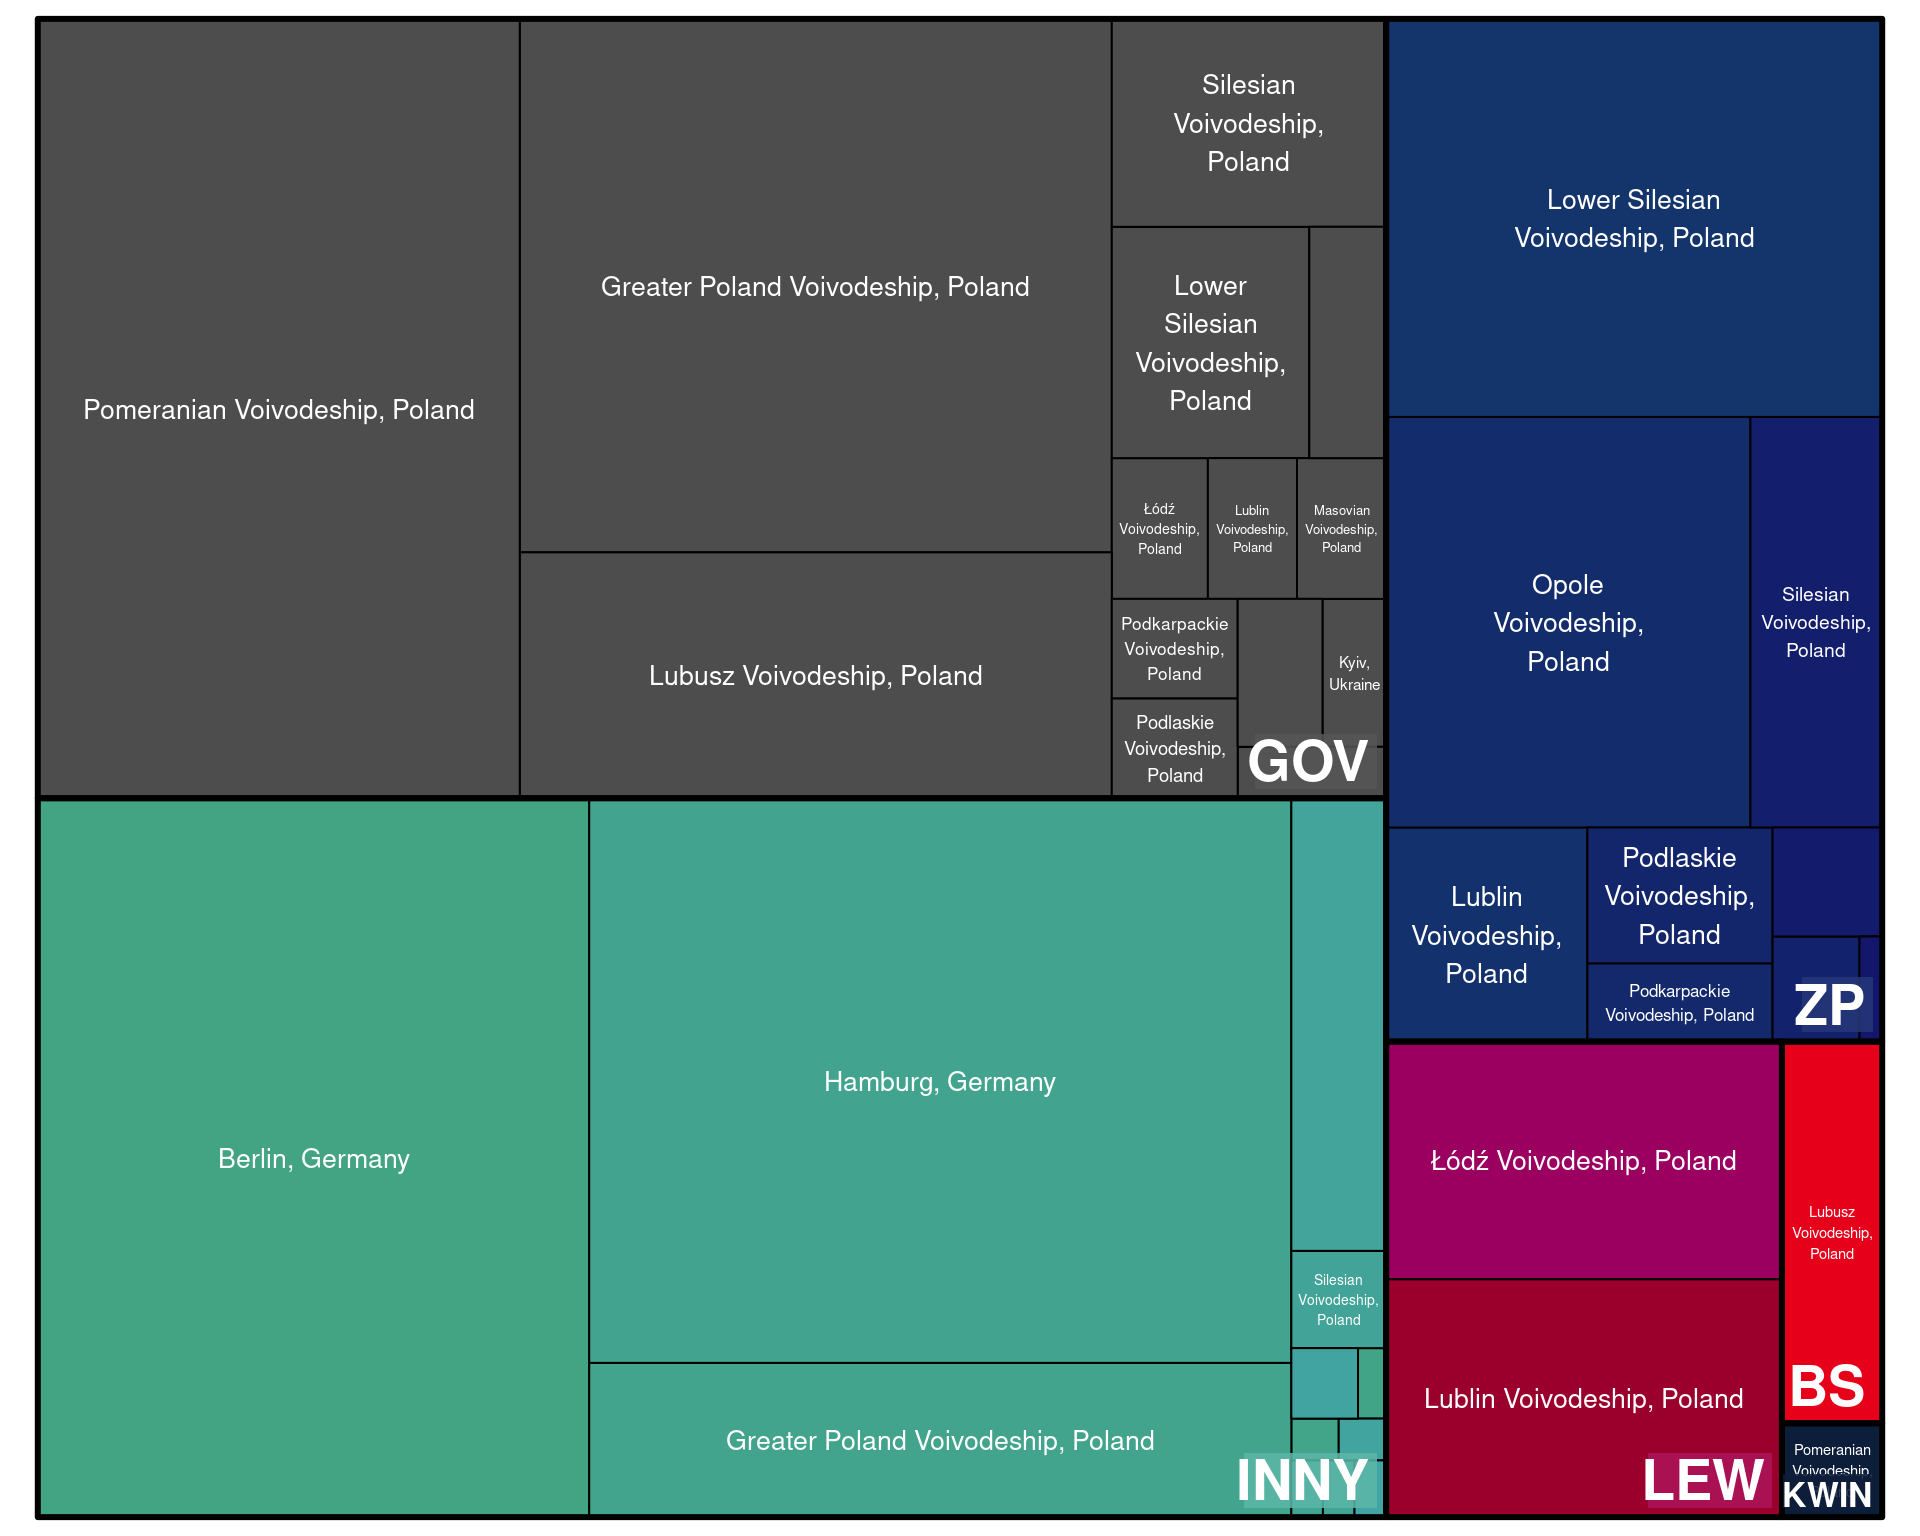 Pomeranian Voivodeship, Poland
Greater Poland Voivodeship, Poland
Lubusz Voivodeship, Poland
Silesian
Voivodeship,
Poland
Lower
Silesian
Voivodeship,
Poland
Łódź
Voivodeship,
Poland
Lublin
Voivodeship,
Poland
Masovian
Voivodeship,
Poland
Podkarpackie
Voivodeship,
Poland
Podlaskie
Voivodeship,
Poland
Kyiv,
Ukraine
GOV
Berlin, Germany
Hamburg, Germany
Greater Poland Voivodeship, Poland
Silesian
Voivodeship,
Poland
INNY
Lower Silesian
Voivodeship, Poland
Opole
Voivodeship,
Poland
Silesian
Voivodeship,
Poland
Lublin
Voivodeship,
Poland
Podlaskie
Voivodeship,
Poland
Podkarpackie
Voivodeship, Poland
ZP
Łódź Voivodeship, Poland
Lublin Voivodeship, Poland
LEW
Lubusz
Voivodeship,
Poland
BS
Pomeranian
Voivodeship,
KWIN